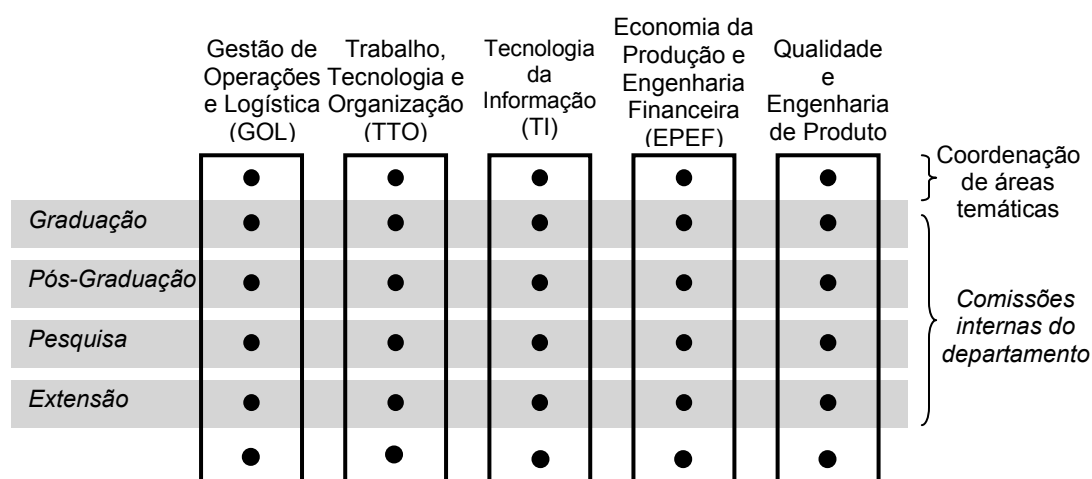 Gestão de
Operações
e Logística
(GOL)
Trabalho,
Tecnologia e
Organização
(TTO)
Tecnologia
da
Informação
(TI)
Economia da
Produção e
Engenharia
Financeira
(EPEF)
Qualidade
e
Engenharia
de Produto
Coordenação
de áreas
temáticas
Graduação
Pós-Graduação
Pesquisa
Extensão
Comissões
internas do
departamento